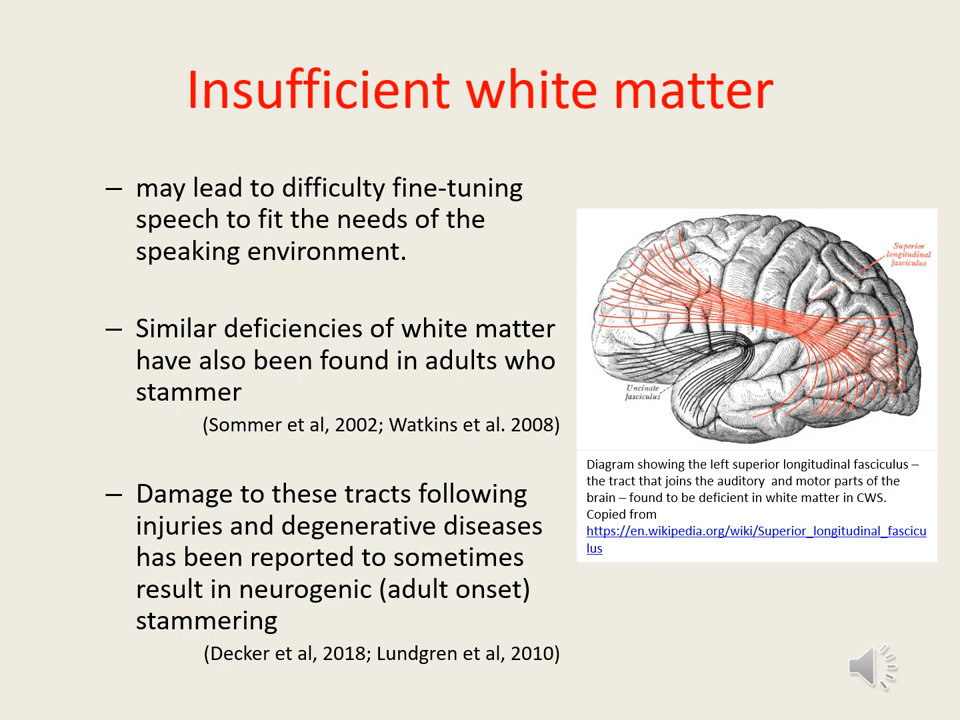 Insufficient white matter
– may lead to difficulty fine-tuning
speech to fit the needs of the
speaking environment.
– Similar deficiencies of white matter
have also been found in adults who
stammer
(Sommer et al, 2002; Watkins et al. 2008)
– Damage to these tracts following
injuries and degenerative diseases
has been reported to sometimes
result in neurogenic (adult onset)
stammering
(Decker et al, 2018; Lundgren et al, 2010)
Superior
longitudinal
fasciculus
Uncinate
fasciculus
Diagram showing the left superior longitudinal fasciculus –
the tract that joins the auditory and motor parts of the
brain – found to be deficient in white matter in CWS.
Copied from
https://en.wikipedia.org/wiki/Superior_longitudinal_fascicu
lus